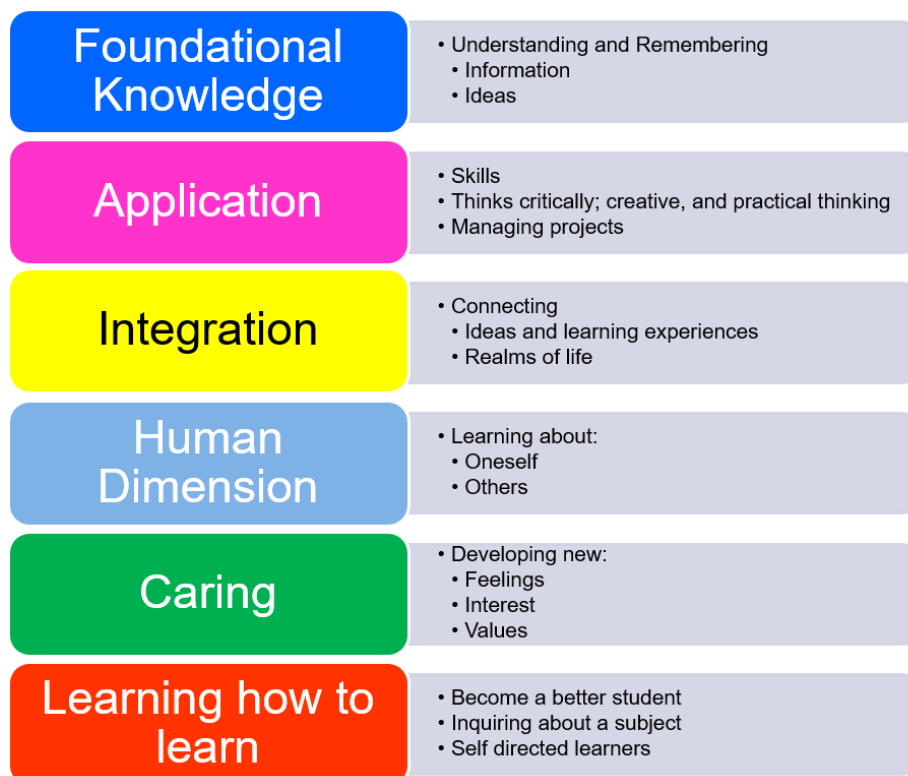 Foundational
Knowledge
• Understanding and Remembering
• Information
• Ideas
Application
• Skills
• Thinks critically; creative, and practical thinking
• Managing projects
Integration
• Connecting
• Ideas and learning experiences
• Realms of life
Human
Dimension
• Learning about:
• Oneself
• Others
Caring
• Developing new:
• Feelings
• Interest
• Values
Learning how to
learn
• Become a better student
• Inquiring about a subject
• Self directed learners